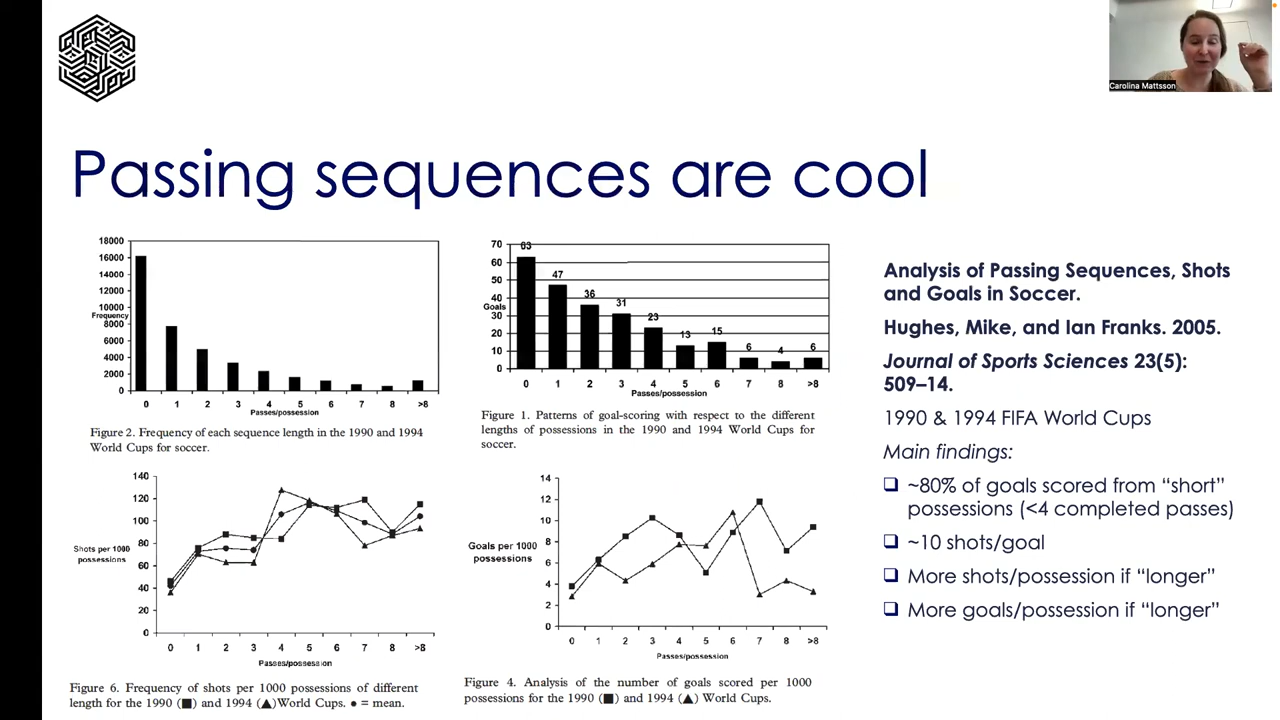 Carolina Mattsson
Passing sequences are cool
18000
16000
14000
12000
10000
Frequency
8000
6000
4000
2000
0
0 1 2 3 4 5 6 7 8 >8
Passes/possession
Figure 2. Frequency of each sequence length in the 1990 and 1994
World Cups for soccer.
70
60
50
40
Goals
30
20
10
0
63 47 36 31 23 13 15 6 4 6
0 1 2 3 4 5 6 7 8 >8
Passes/possession
Figure 1. Patterns of goal-scoring with respect to the different
lengths of possessions in the 1990 and 1994 World Cups for
soccer.
140
120
100
Shots per 1000
possessions
80
60
40
20
0
0 1 2 3 4 5 6 7 8 >8
Passes/possession
Figure 6. Frequency of shots per 1000 possessions of different
length for the 1990 (■) and 1994 (▲)World Cups. ● = mean.
14
12
10
8
Goals per 1000
possessions
6
4
2
0
0 1 2 3 4 5 6 7 8 >8
Passes/possession
Figure 4. Analysis of the number of goals scored per 1000
possessions for the 1990 (■) and 1994 (▲) World Cups.
Analysis of Passing Sequences, Shots
and Goals in Soccer.
Hughes, Mike, and Ian Franks. 2005.
Journal of Sports Sciences 23(5):
509–14.
1990 & 1994 FIFA World Cups
Main findings:
❑ ~80% of goals scored from “short”
possessions (<4 completed passes)
❑ ~10 shots/goal
❑ More shots/possession if “longer”
❑ More goals/possession if “longer”